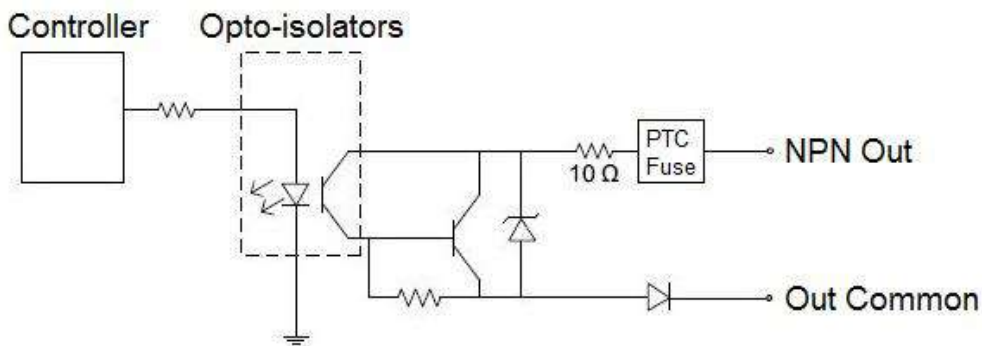 Controller
Opto-isolators
PTC
Fuse
10 Ω
NPN Out
Out Common